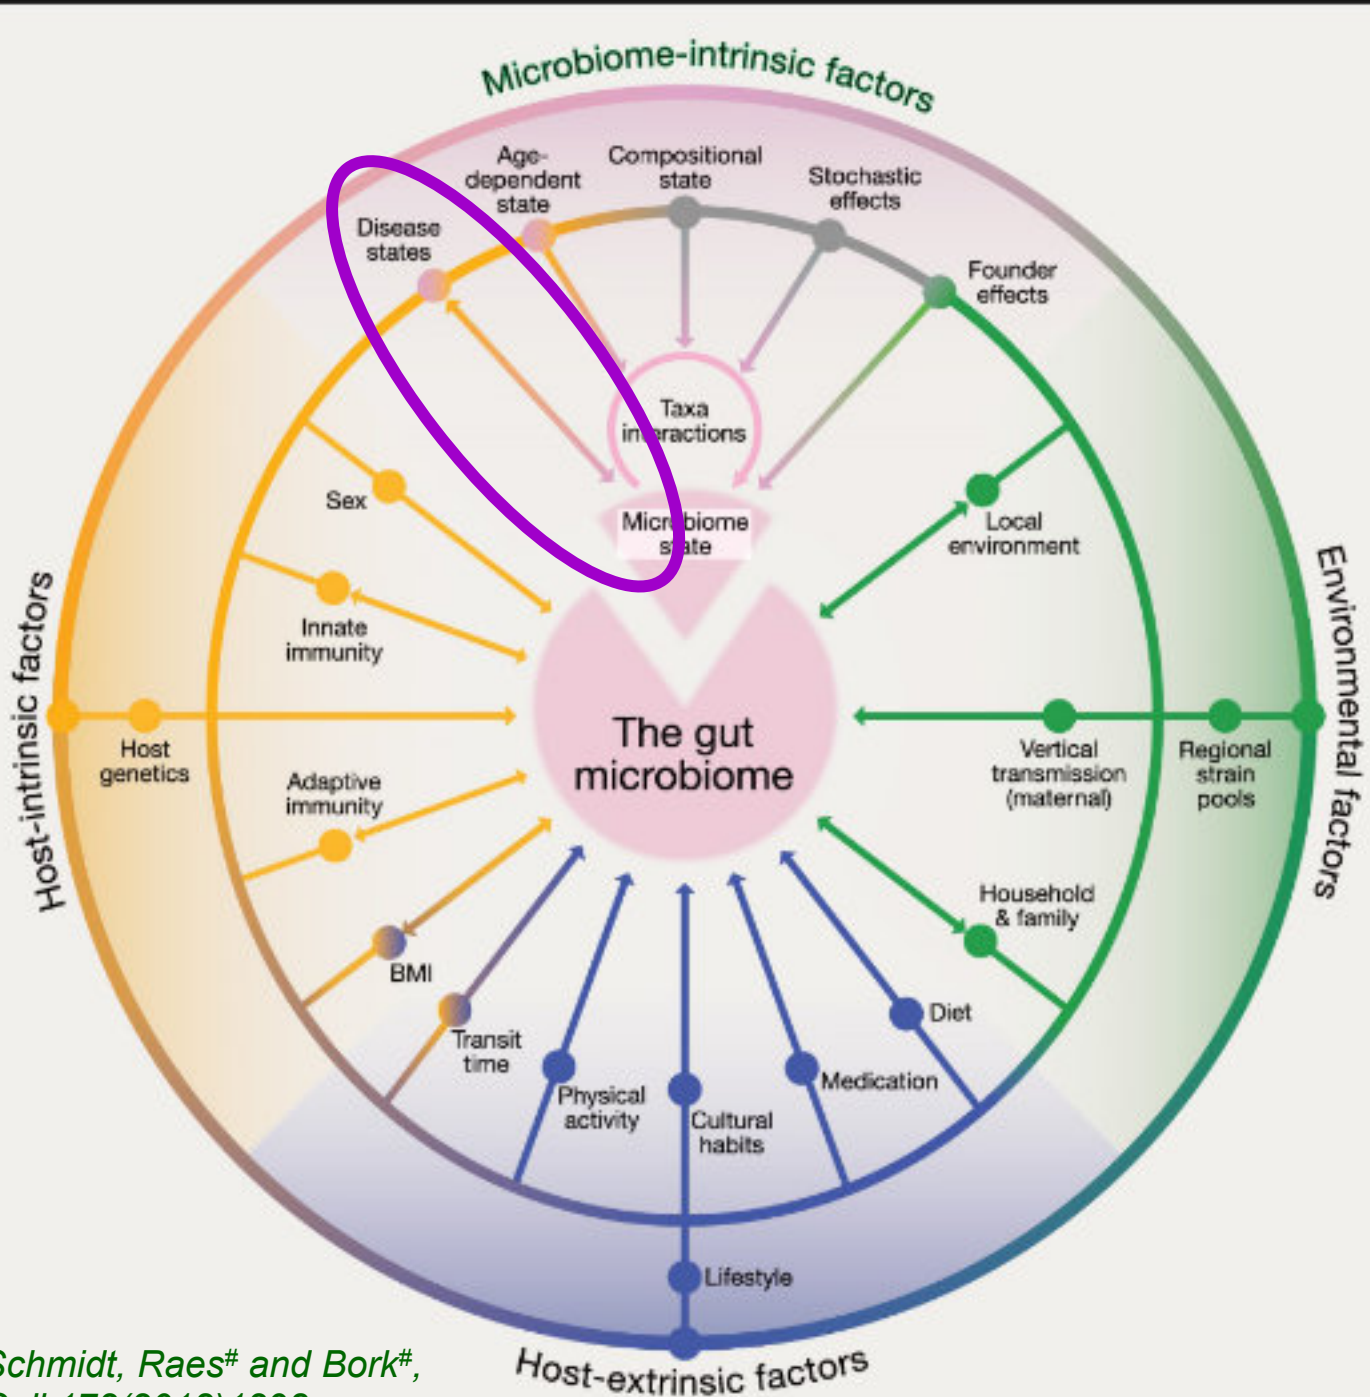 Microbiome-intrinsic factors
Age-
dependent
state
Compositional
state
Stochastic
effects
Disease
states
Founder
effects
Taxa
interactions
Microbiome
state
Sex
Local
environment
Innate
immunity
Host-intrinsic factors
Environmental factors
Host
genetics
The gut
microbiome
Vertical
transmission
(maternal)
Regional
strain
pools
Adaptive
immunity
Household
& family
BMI
Transit
time
Diet
Physical
activity
Cultural
habits
Medication
Lifestyle
Host-extrinsic factors
Schmidt, Raes# and Bork#,